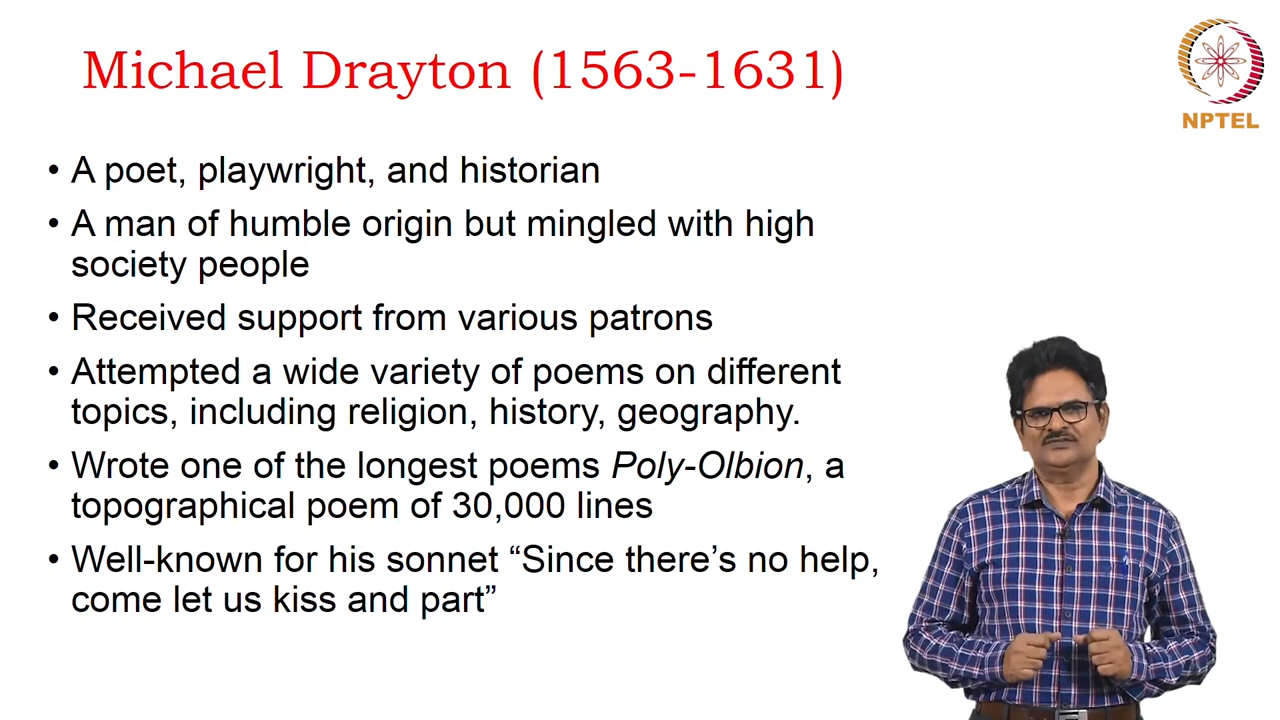 Michael Drayton (1563-1631)
NPTEL
• A poet, playwright, and historian
• A man of humble origin but mingled with high
society people
• Received support from various patrons
• Attempted a wide variety of poems on different
topics, including religion, history, geography.
• Wrote one of the longest poems Poly-Olbion, a
topographical poem of 30,000 lines
• Well-known for his sonnet “Since there’s no help,
come let us kiss and part”